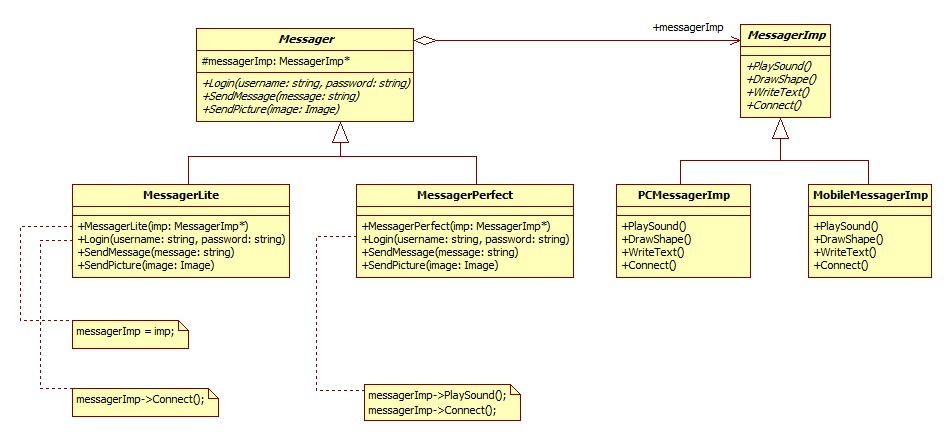 Messager
#messagerImp: MessagerImp*
+Login(username: string, password: string)
+SendMessage(message: string)
+SendPicture(image: Image)
+messagerImp
MessagerImp
+PlaySound()
+DrawShape()
+WriteText()
+Connect()
MessagerLite
+MessagerLite(imp: MessagerImp*)
+Login(username: string, password: string)
+SendMessage(message: string)
+SendPicture(image: Image)
MessagerPerfect
+MessagerPerfect(imp: MessagerImp*)
+Login(username: string, password: string)
+SendMessage(message: string)
+SendPicture(image: Image)
PCMessagerImp
+PlaySound()
+DrawShape()
+WriteText()
+Connect()
MobileMessagerImp
+PlaySound()
+DrawShape()
+WriteText()
+Connect()
messagerImp = imp;
messagerImp->Connect();
messagerImp->PlaySound();
messagerImp->Connect();